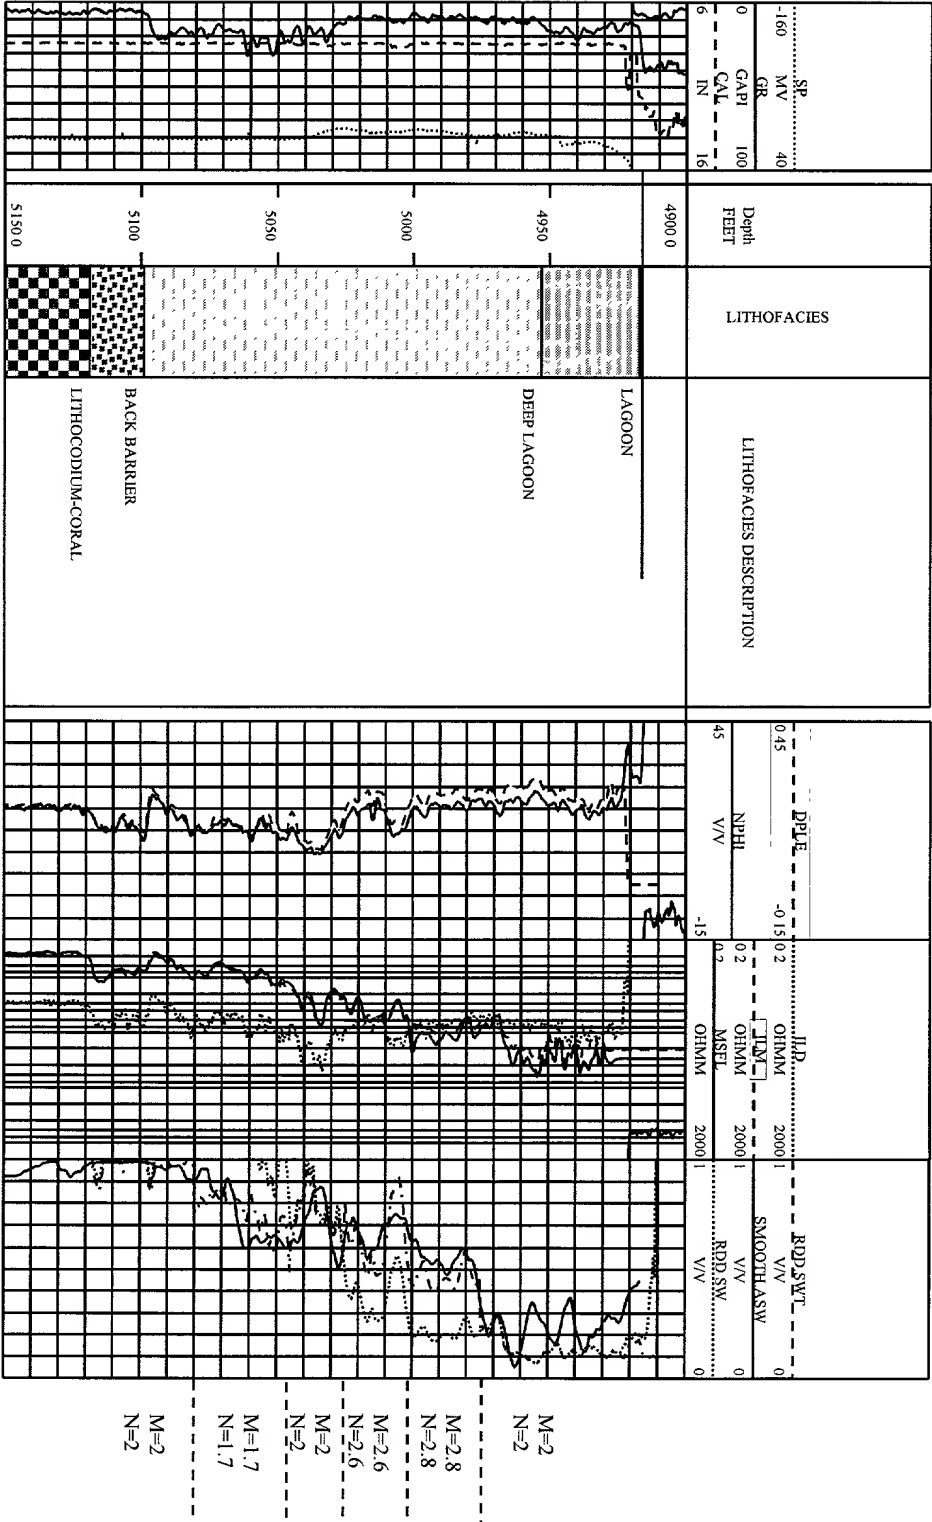 SP
-160 MV 40
GR
0 GAPI 100
CAL
6 IN 16
Depth
FEET
4900 0
4950
5000
5050
5100
5150 0
LITHOFACIES
LITHOFACIES DESCRIPTION
LAGOON
DEEP LAGOON
BACK BARRIER
LITHOCODIUM-CORAL
DPLE
0 45 -0 15
NPHI
45 V/V -15
ILD
0 2 OHMM 2000
ILM
0 2 OHMM 2000
MSFL
0 2 OHMM 2000
RDD.SWT
1 V/V 0
SMOOTH.ASW
1 V/V 0
RDD.SW
1 V/V 0
M=2
N=2
M=2.8
N=2.8
M=2.6
N=2.6
M=2
N=2
M=1.7
N=1.7
M=2
N=2